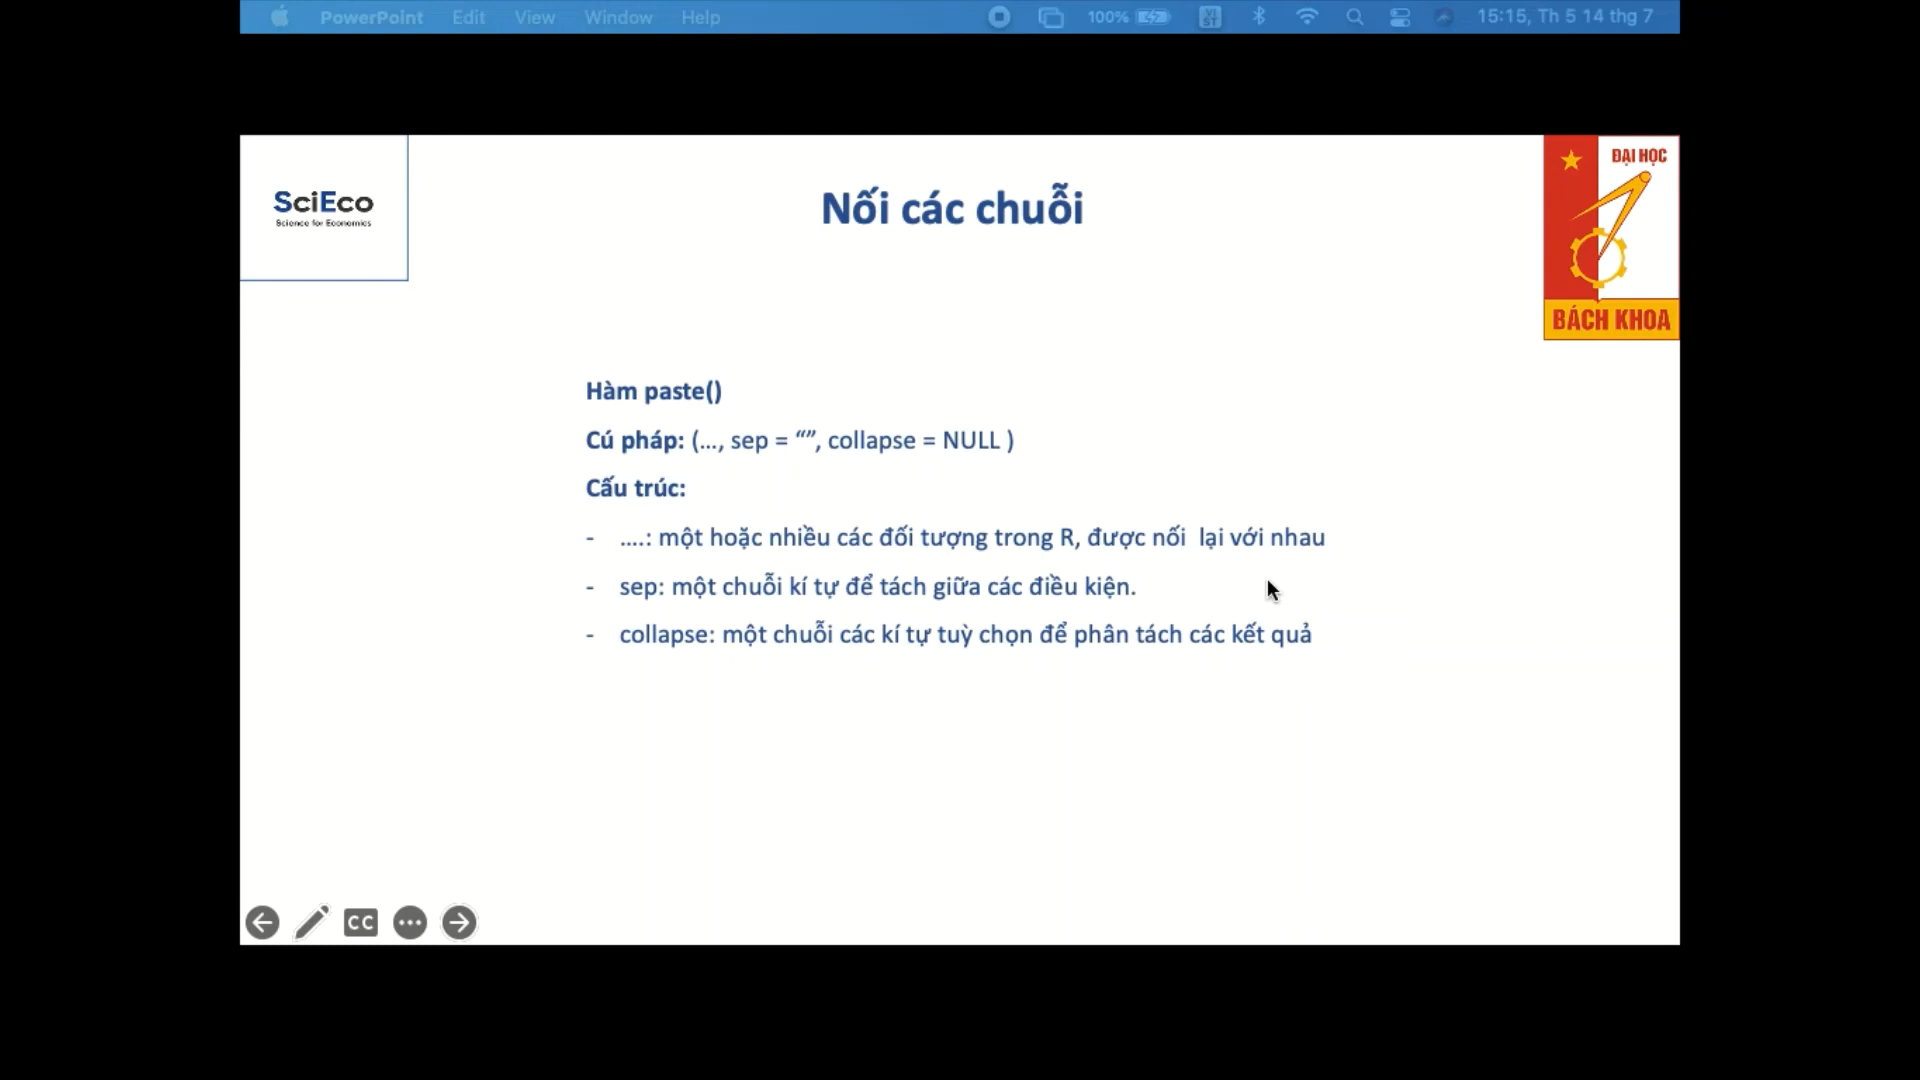 PowerPoint Edit View Window Help 100% VI ST 15:15, Th 5 14 thg 7
SciEco
Science for Economics
Nối các chuỗi
ĐẠI HỌC
BÁCH KHOA
Hàm paste()
Cú pháp: (…, sep = “”, collapse = NULL )
Cấu trúc:
- ….: một hoặc nhiều các đối tượng trong R, được nối  lại với nhau
- sep: một chuỗi kí tự để tách giữa các điều kiện.
- collapse: một chuỗi các kí tự tuỳ chọn để phân tách các kết quả
CC